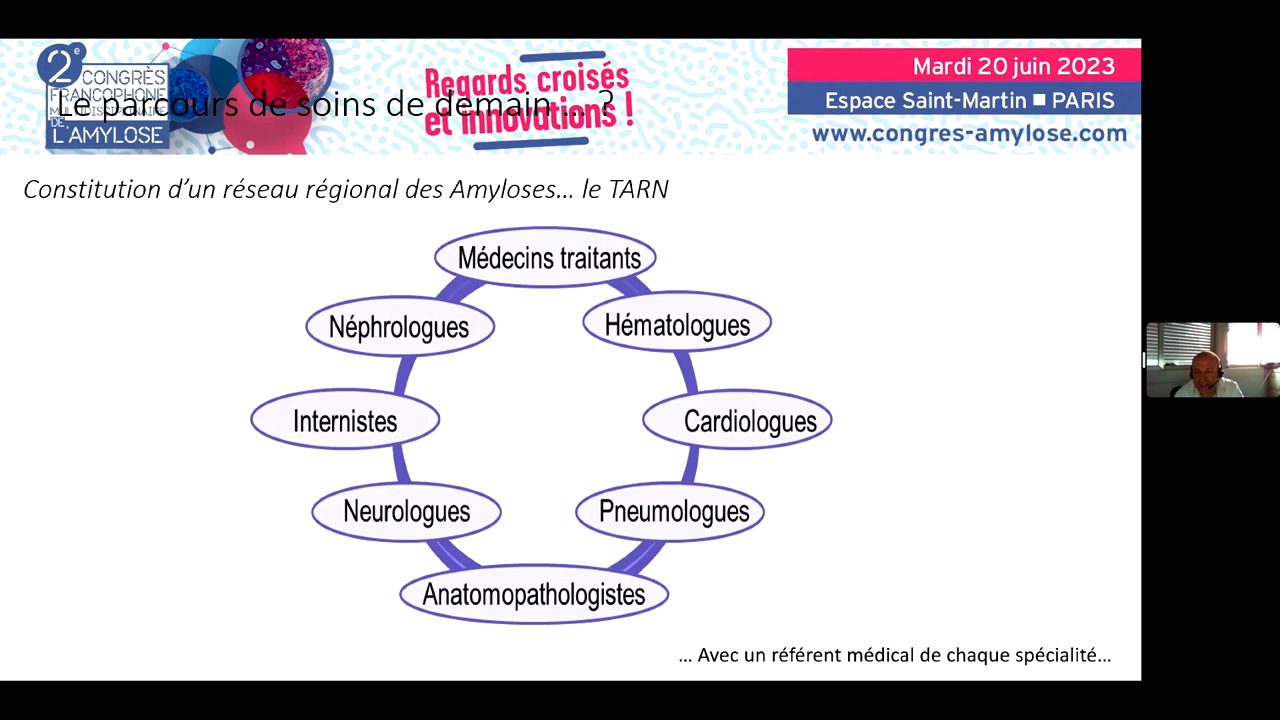 2e CONGRÈS
FRANCOPHONE
DE L'AMYLOSE
Regards croisés
et innovations !
Mardi 20 juin 2023
Espace Saint-Martin ■ PARIS
www.congres-amylose.com
Le parcours de soins de demain ... ?
Constitution d'un réseau régional des Amyloses... le TARN
Médecins traitants
Néphrologues
Hématologues
Internistes
Cardiologues
Neurologues
Pneumologues
Anatomopathologistes
... Avec un référent médical de chaque spécialité...